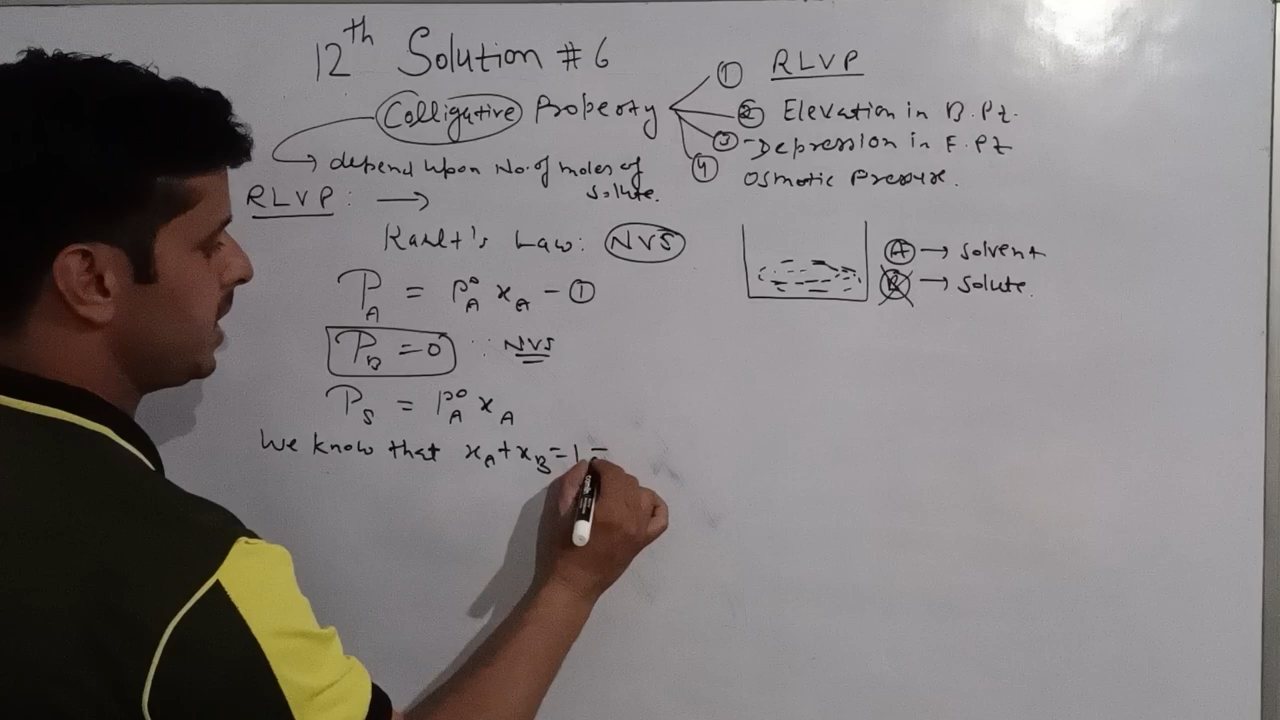 12th Solution #6
Colligative Property
① RLVP
② Elevation in B.Pt.
③ Depression in F.Pt
④ Osmotic Pressure.
depend upon No. of moles of solute.
RLVP : →
Rault's Law: NVS
P_A = P°_A x_A - ①
P_B = 0 ∵ NVS
P_S = P°_A x_A
We know that x_A + x_B = 1
A → solvent
B → solute.